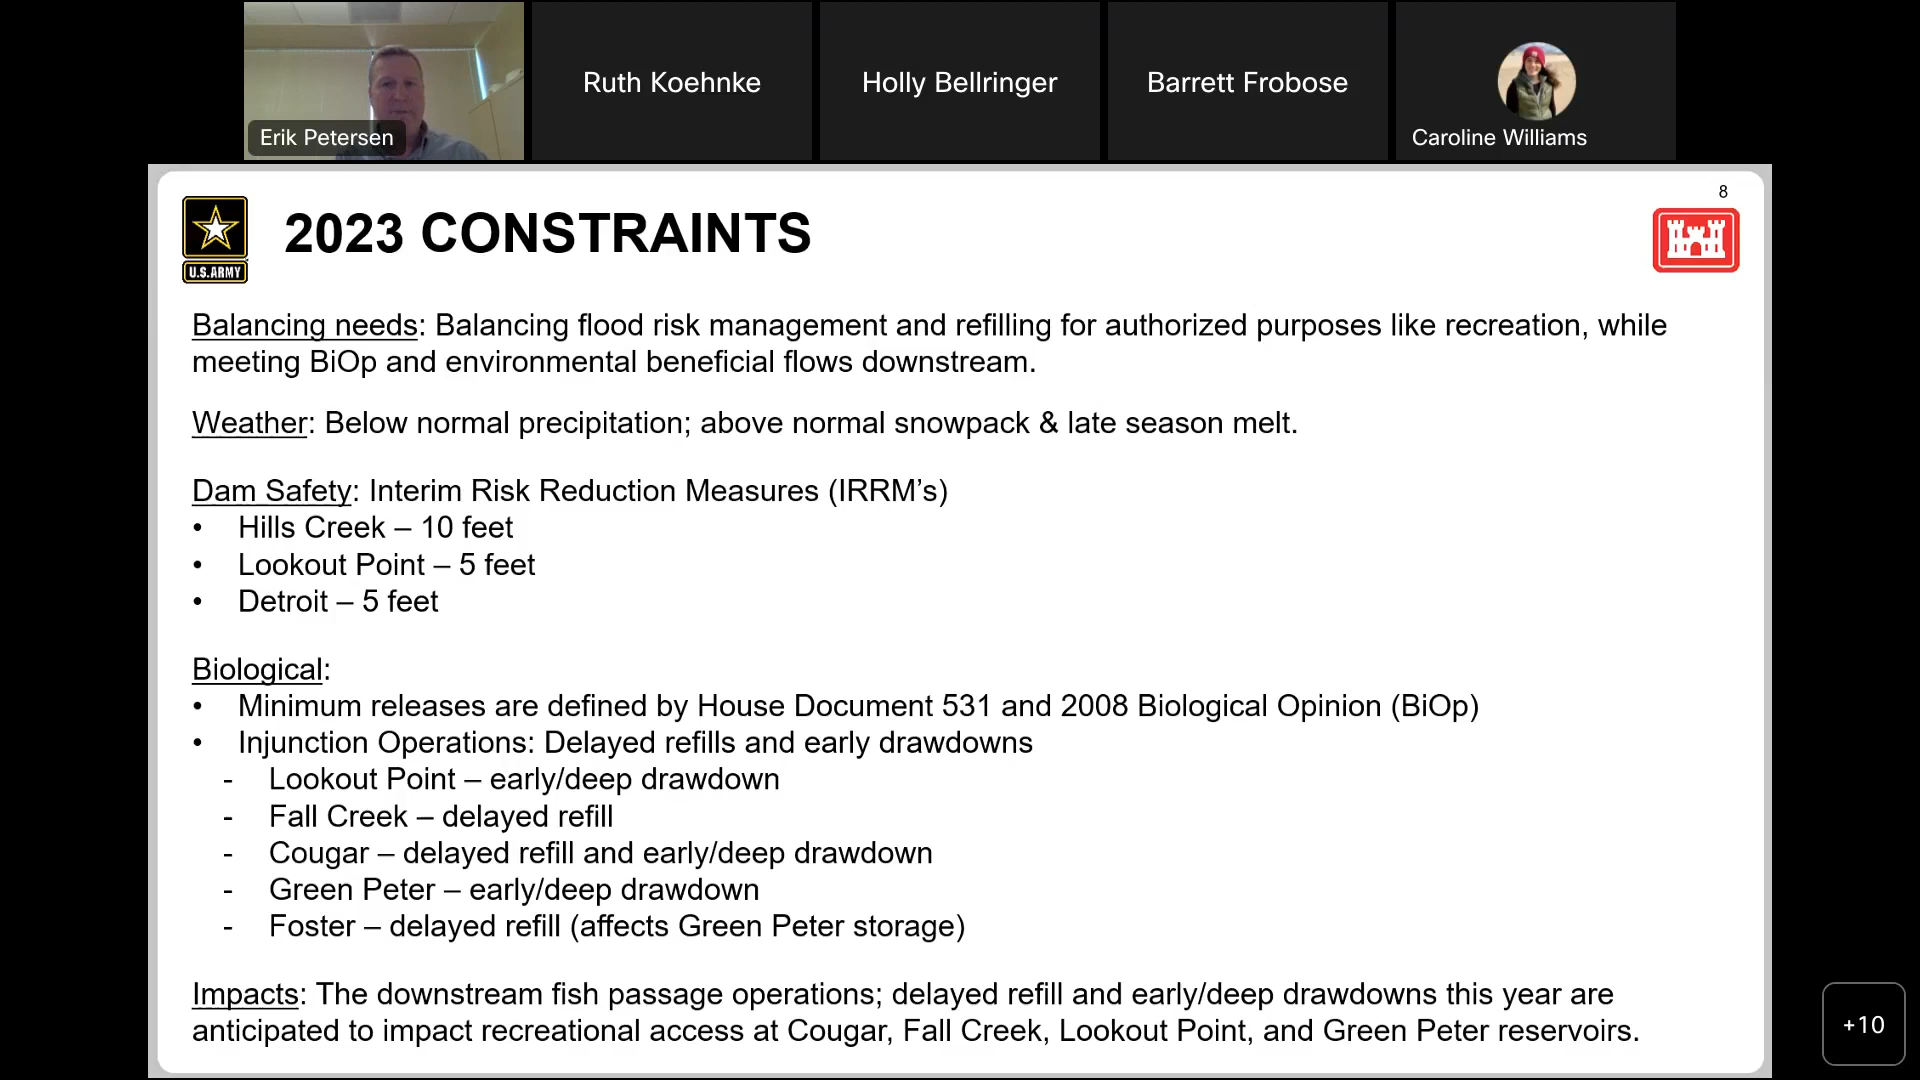 Erik Petersen
Ruth Koehnke
Holly Bellringer
Barrett Frobose
Caroline Williams
8
U.S.ARMY
2023 CONSTRAINTS
Balancing needs: Balancing flood risk management and refilling for authorized purposes like recreation, while
meeting BiOp and environmental beneficial flows downstream.
Weather: Below normal precipitation; above normal snowpack & late season melt.
Dam Safety: Interim Risk Reduction Measures (IRRM’s)
• Hills Creek – 10 feet
• Lookout Point – 5 feet
• Detroit – 5 feet
Biological:
• Minimum releases are defined by House Document 531 and 2008 Biological Opinion (BiOp)
• Injunction Operations: Delayed refills and early drawdowns
- Lookout Point – early/deep drawdown
- Fall Creek – delayed refill
- Cougar – delayed refill and early/deep drawdown
- Green Peter – early/deep drawdown
- Foster – delayed refill (affects Green Peter storage)
Impacts: The downstream fish passage operations; delayed refill and early/deep drawdowns this year are
anticipated to impact recreational access at Cougar, Fall Creek, Lookout Point, and Green Peter reservoirs.
+10